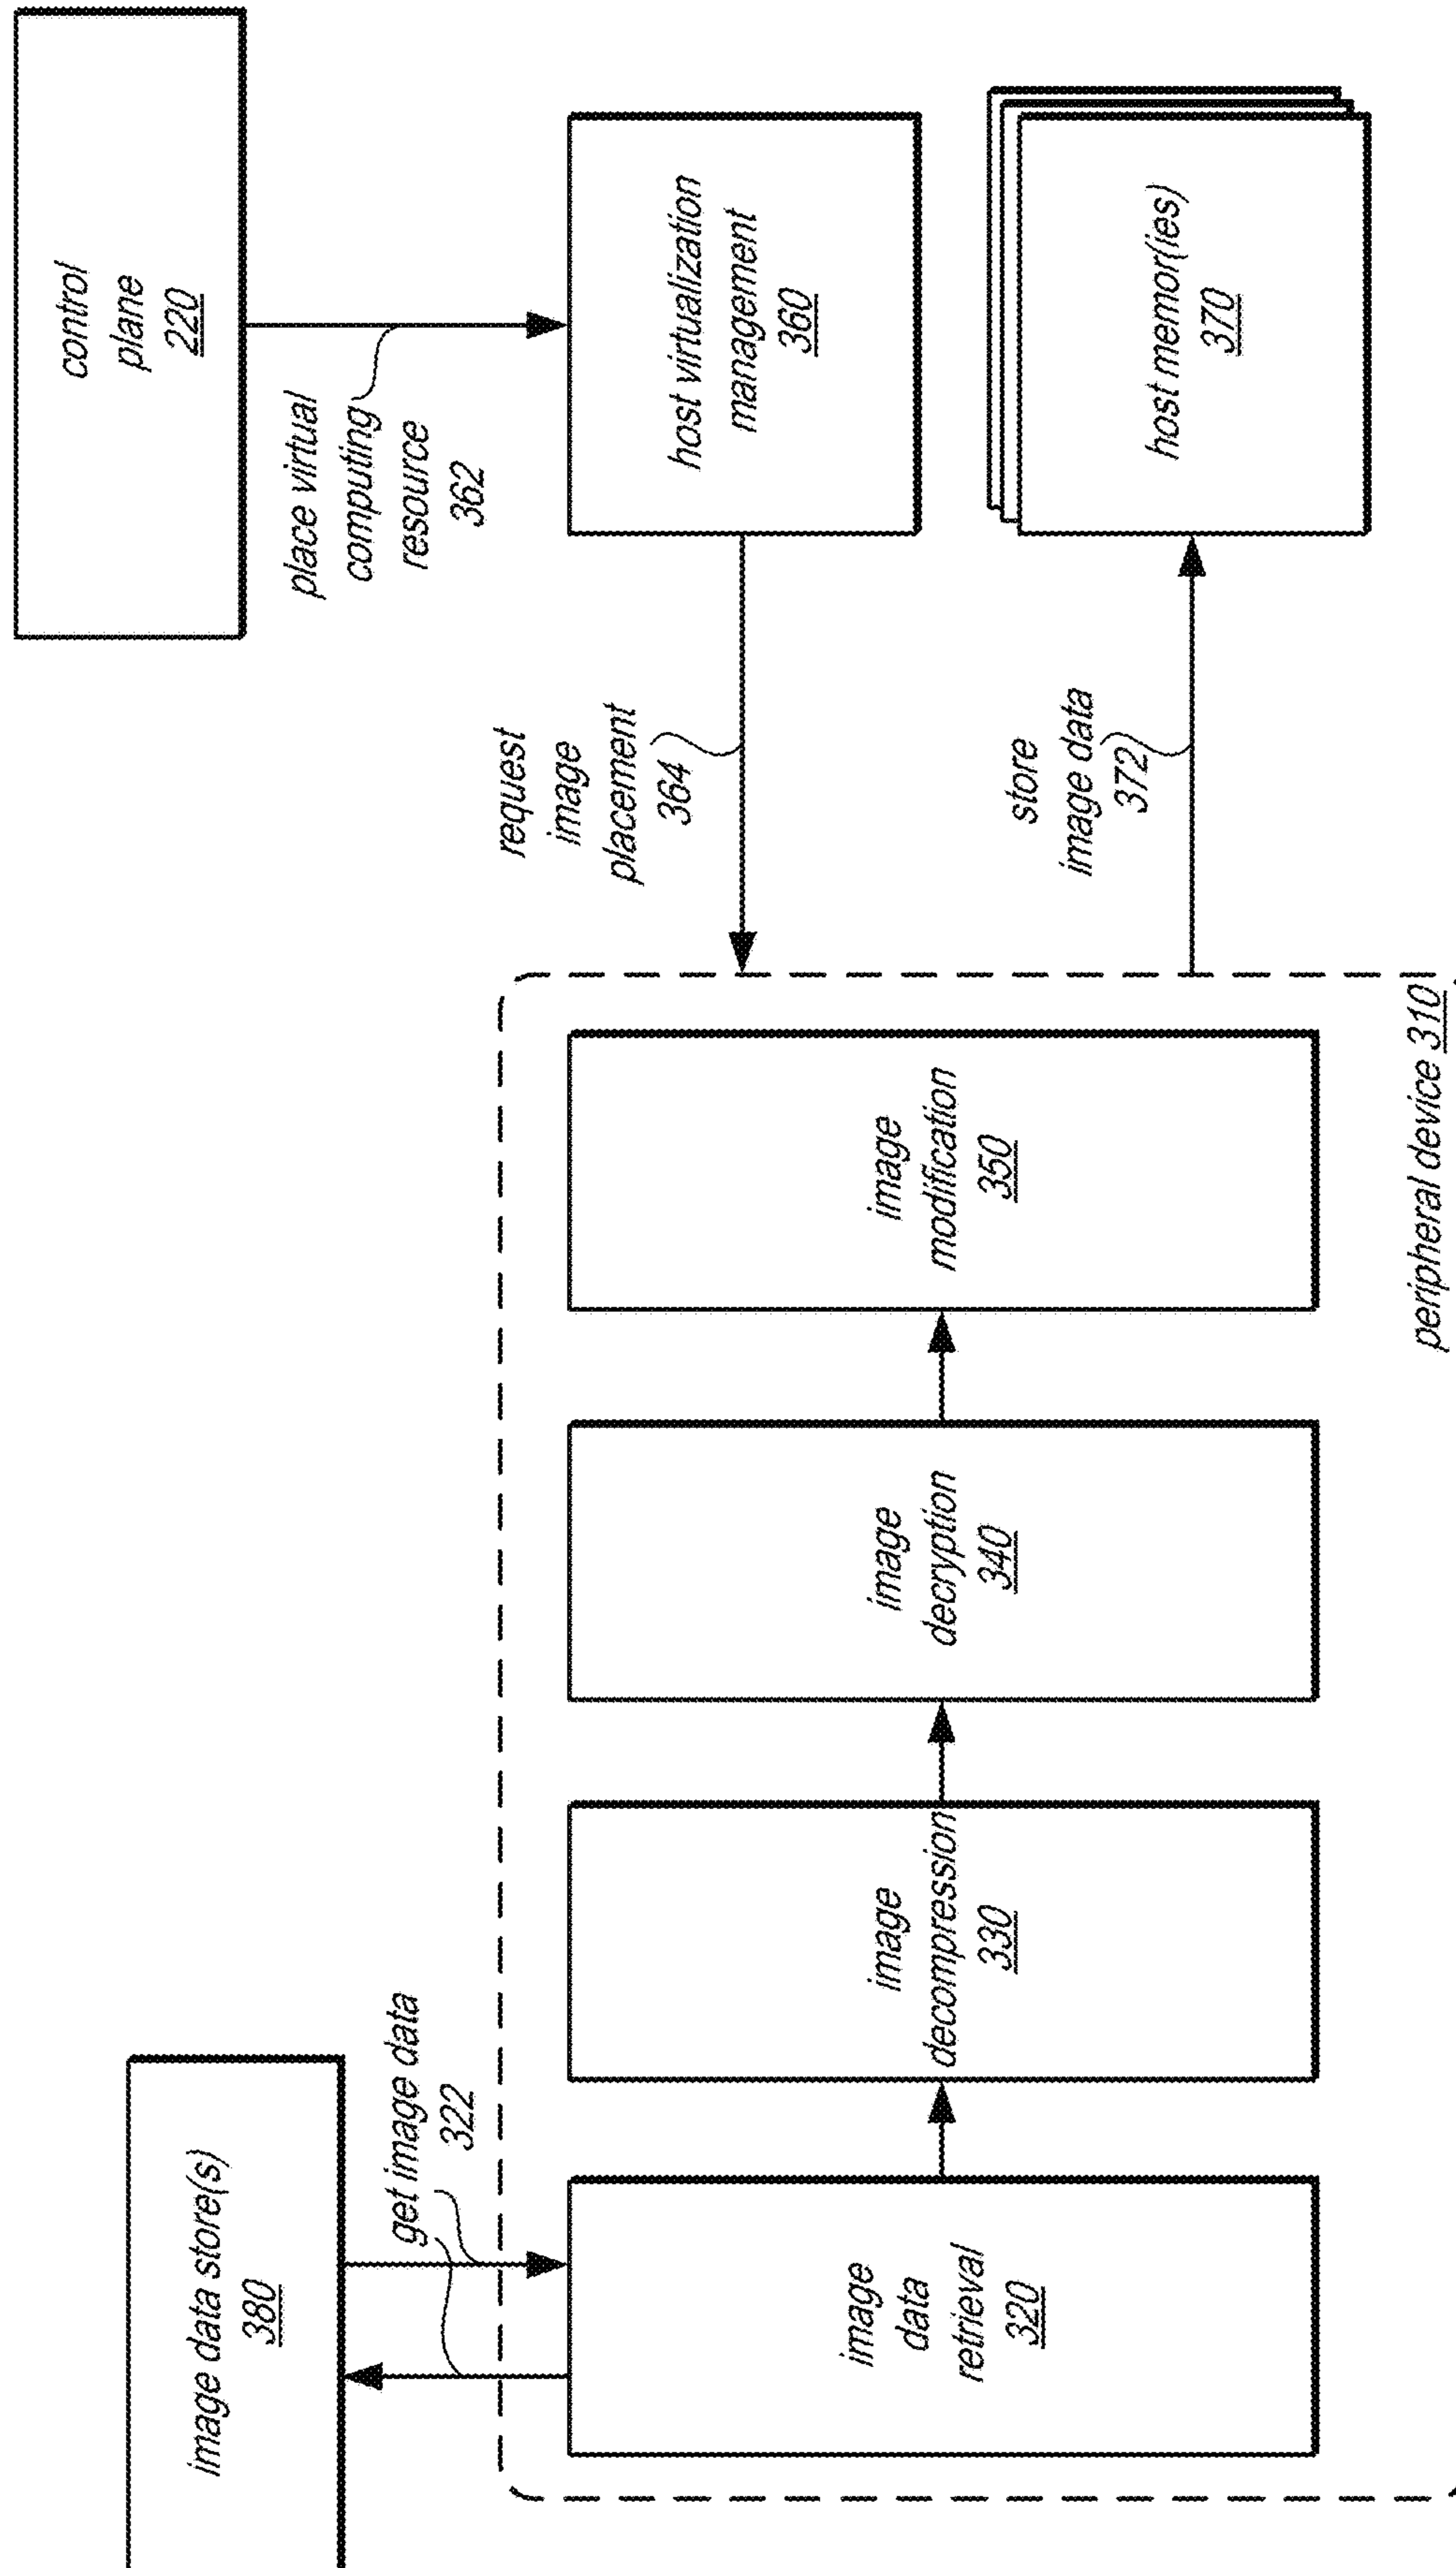 control
plane
220
place virtual
computing
resource
362
host virtualization
management
360
request
image
placement
364
host memor(ies)
370
store
image data
372
image data store(s)
380
get image data
322
image
data
retrieval
320
image
decompression
330
image
decryption
340
image
modification
350
peripheral device 310